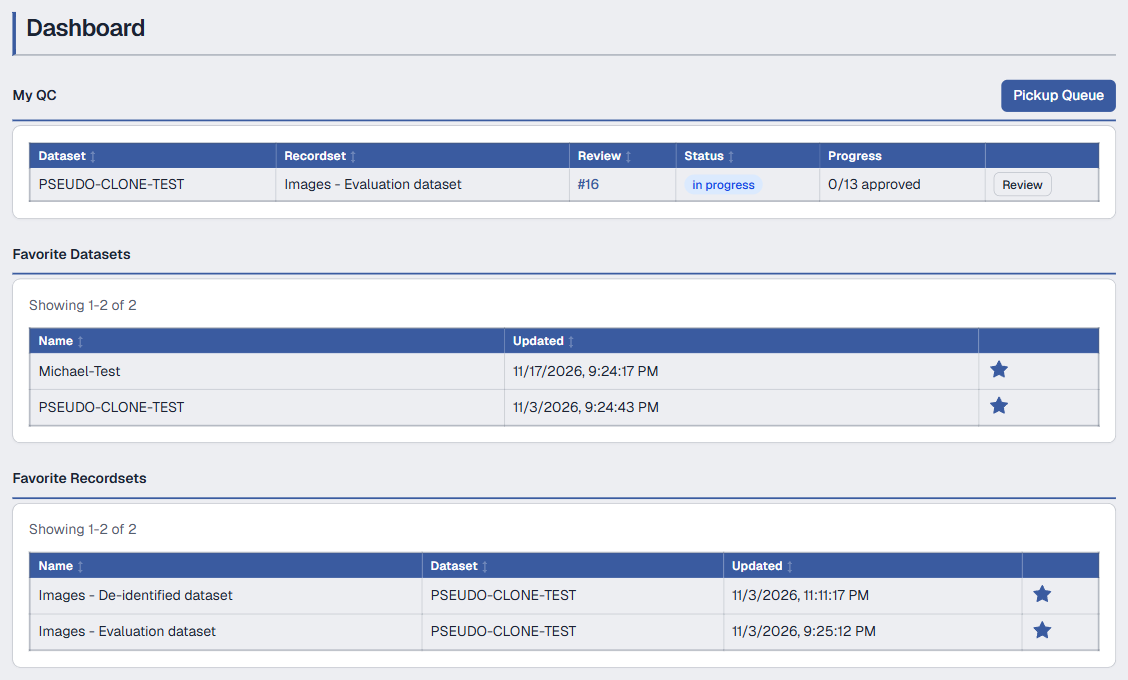 Dashboard
My QC
Pickup Queue
Dataset Recordset Review Status Progress
PSEUDO-CLONE-TEST Images - Evaluation dataset #16 in progress 0/13 approved Review
Favorite Datasets
Showing 1-2 of 2
Name Updated
Michael-Test 11/17/2026, 9:24:17 PM
PSEUDO-CLONE-TEST 11/3/2026, 9:24:43 PM
Favorite Recordsets
Showing 1-2 of 2
Name Dataset Updated
Images - De-identified dataset PSEUDO-CLONE-TEST 11/3/2026, 11:11:17 PM
Images - Evaluation dataset PSEUDO-CLONE-TEST 11/3/2026, 9:25:12 PM